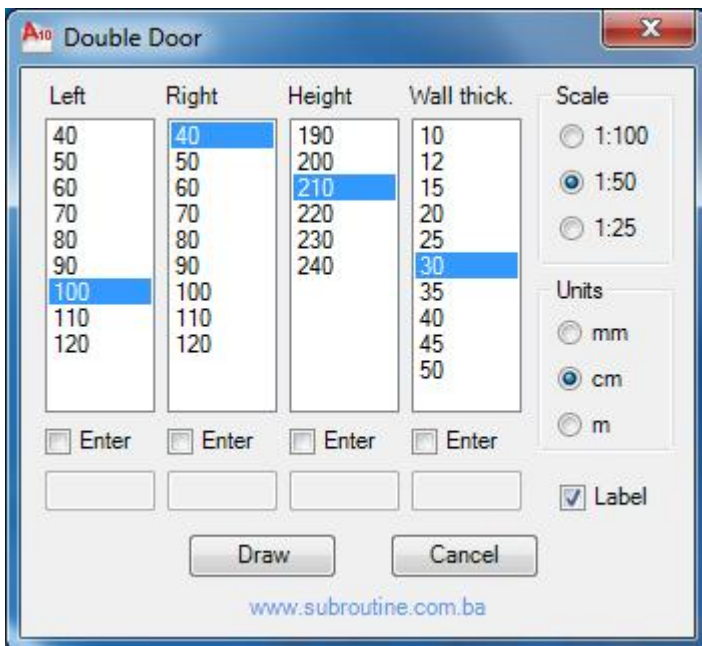 A10 Double Door
Left Right Height Wall thick. Scale
40 40 190 10 1:100
50 50 200 12
60 60 210 15 1:50
70 70 220 20
80 80 230 25 1:25
90 90 240 30
100 100 35 Units
110 110 40 mm
120 120 45
50 cm
m
Enter Enter Enter Enter
Label
Draw Cancel
www.subroutine.com.ba